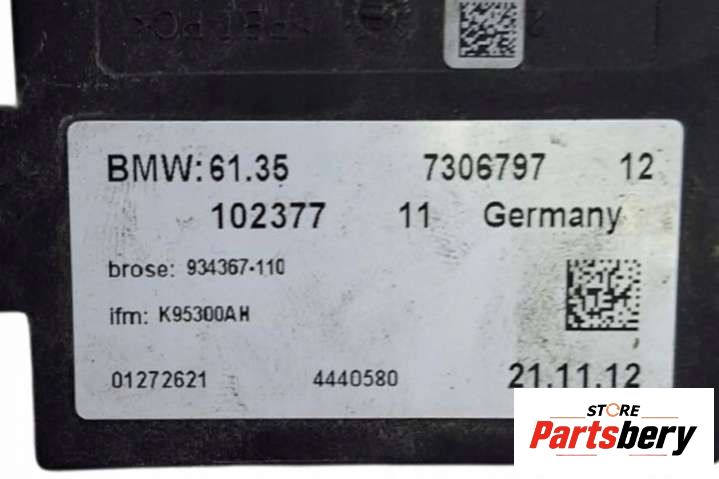 BMW: 61.35 7306797 12
102377 11 Germany
brose: 934367-110
ifm: K95300AH
01272621 4440580 21.11.12
STORE
Partsbery